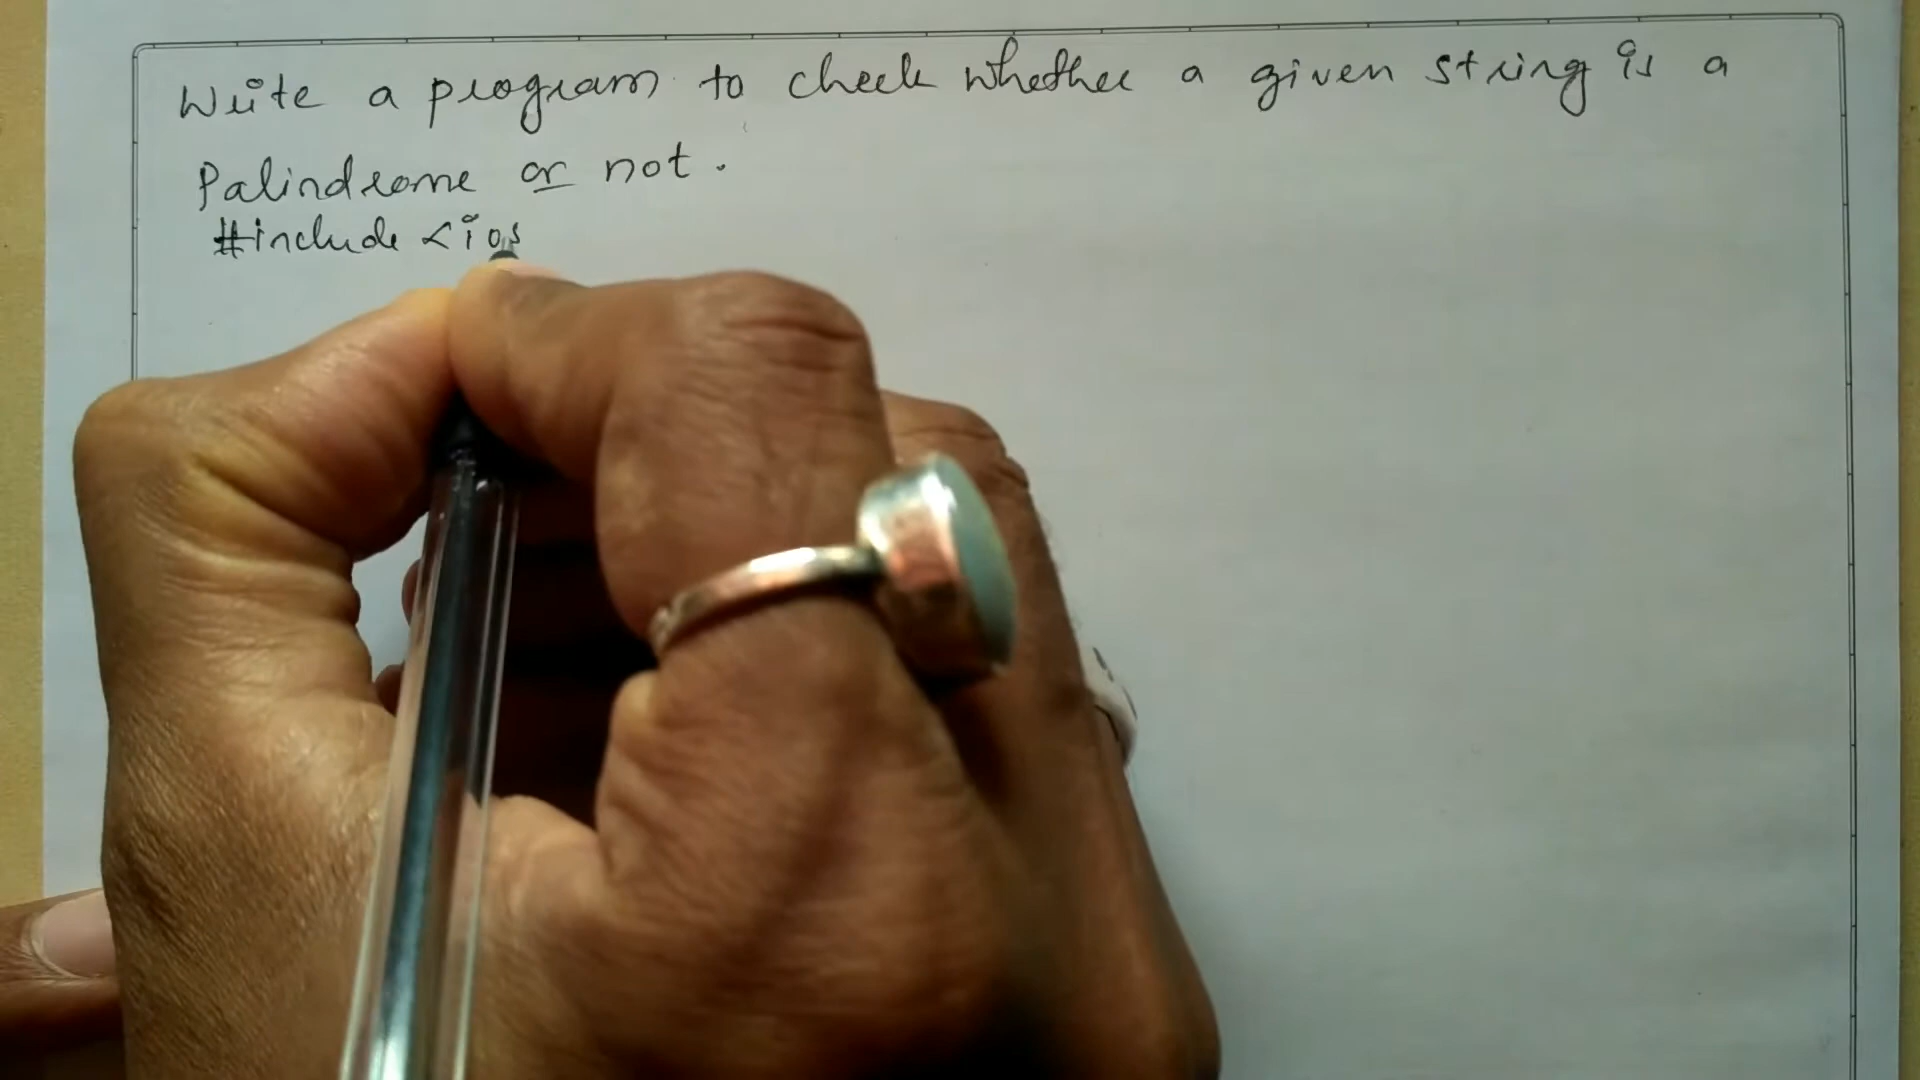 Write a program to check whether a given string is a
Palindrome or not.
#include <ios